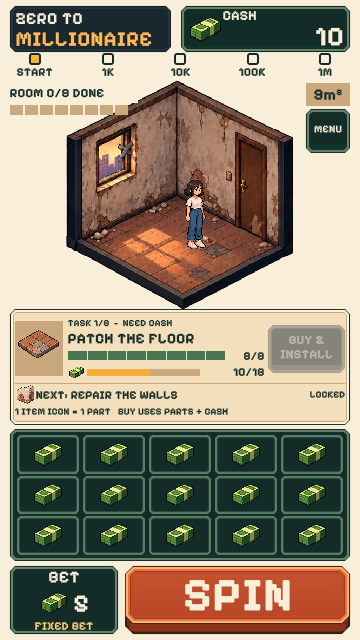 ZERO TO
MILLIONAIRE
CASH
10
START
1K
10K
100K
1M
ROOM 0/8 DONE
9m²
MENU
TASK 1/8 - NEED CASH
PATCH THE FLOOR
8/8
10/18
BUY &
INSTALL
NEXT: REPAIR THE WALLS
LOCKED
1 ITEM ICON = 1 PART BUY USES PARTS + CASH
BET
8
FIXED BET
SPIN